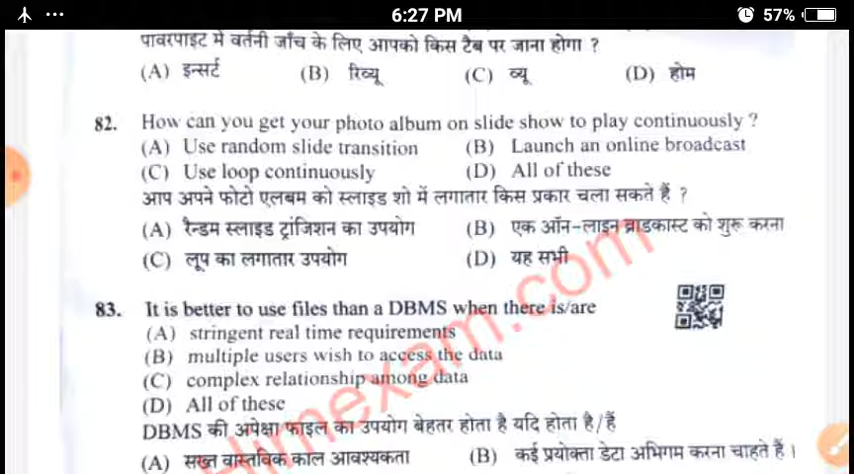 6:27 PM
57%
पावरपाइट में वर्तनी जाँच के लिए आपको किस टैब पर जाना होगा ?
(A) इन्सर्ट (B) रिव्यू (C) व्यू (D) होम
82. How can you get your photo album on slide show to play continuously ?
(A) Use random slide transition (B) Launch an online broadcast
(C) Use loop continuously (D) All of these
आप अपने फोटो एलबम को स्लाइड शो में लगातार किस प्रकार चला सकते हैं ?
(A) रैन्डम स्लाइड ट्रांजिशन का उपयोग (B) एक ऑन-लाइन ब्राडकास्ट को शुरू करना
(C) लूप का लगातार उपयोग (D) यह सभी
83. It is better to use files than a DBMS when there is/are
(A) stringent real time requirements
(B) multiple users wish to access the data
(C) complex relationship among data
(D) All of these
DBMS की अपेक्षा फाइल का उपयोग बेहतर होता है यदि होता है/हैं
(A) सख्त वास्तविक काल आवश्यकता (B) कई प्रयोक्ता डेटा अभिगम करना चाहते हैं।